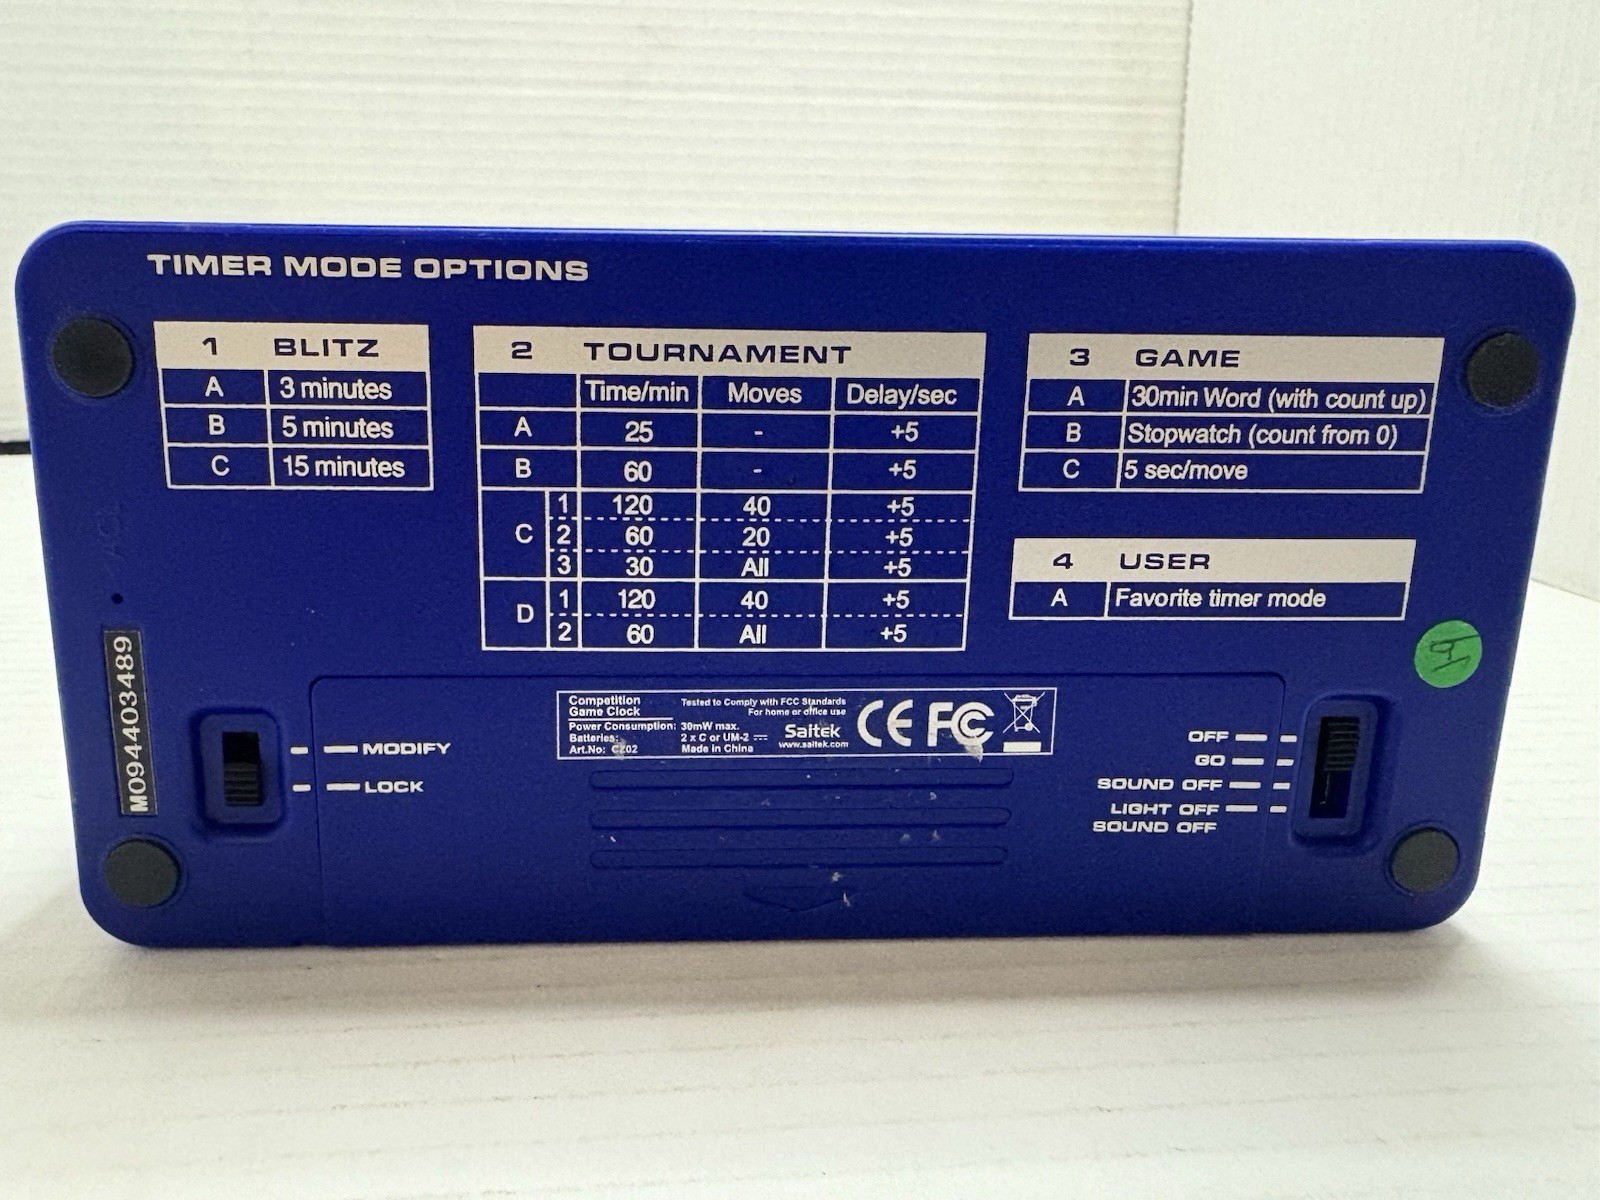 TIMER MODE OPTIONS
1 BLITZ
A 3 minutes
B 5 minutes
C 15 minutes
2 TOURNAMENT
Time/min Moves Delay/sec
A 25 - +5
B 60 - +5
C 1 120 40 +5
2 60 20 +5
3 30 All +5
D 1 120 40 +5
2 60 All +5
3 GAME
A 30min Word (with count up)
B Stopwatch (count from 0)
C 5 sec/move
4 USER
A Favorite timer mode
ACL
M0944403489
MODIFY
LOCK
Competition
Game Clock
Power Consumption: 30mW max.
Batteries: 2 x C or UM-2
Art.No: CZ02 Made in China
Tested to Comply with FCC Standards
For home or office use
Saitek
www.saitek.com
CE FC
OFF
GO
SOUND OFF
LIGHT OFF
SOUND OFF